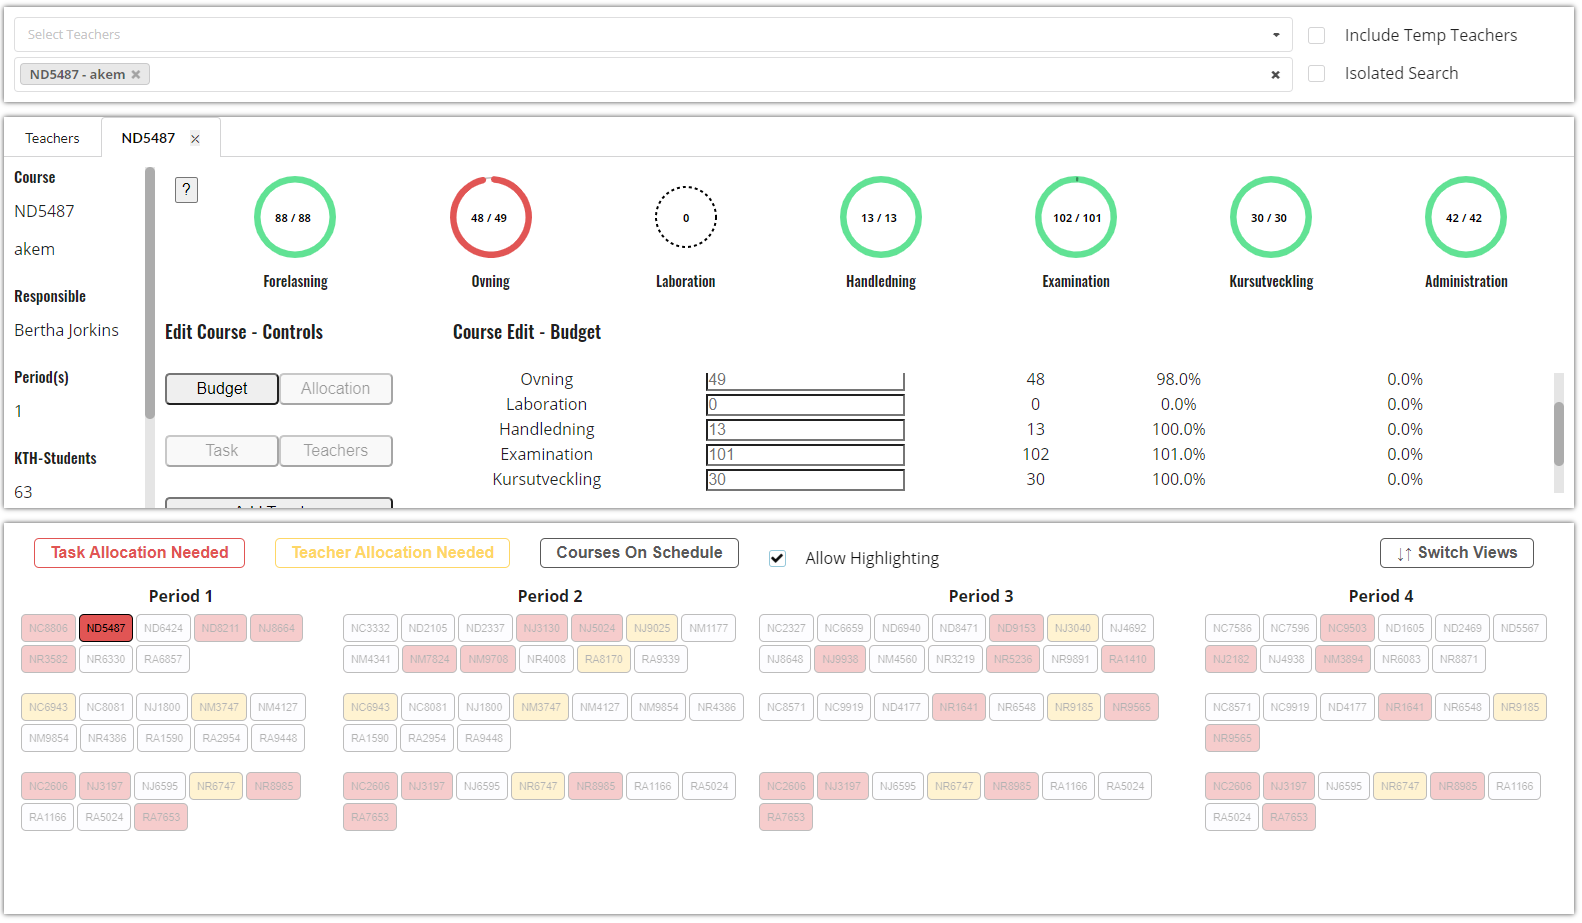 Select Teachers
Include Temp Teachers
ND5487 - akem
Isolated Search
Teachers
ND5487
Course
ND5487
akem
Responsible
Bertha Jorkins
Period(s)
1
KTH-Students
63
?
88 / 88
48 / 49
0
13 / 13
102 / 101
30 / 30
42 / 42
Forelasning
Ovning
Laboration
Handledning
Examination
Kursutveckling
Administration
Edit Course - Controls
Budget
Allocation
Task
Teachers
Course Edit - Budget
Ovning 49 48 98.0% 0.0%
Laboration 0 0 0.0% 0.0%
Handledning 13 13 100.0% 0.0%
Examination 101 102 101.0% 0.0%
Kursutveckling 30 30 100.0% 0.0%
Task Allocation Needed
Teacher Allocation Needed
Courses On Schedule
Allow Highlighting
Switch Views
Period 1
NC8806 ND5487 ND6424 ND8211 NJ8664
NR3582 NR6330 RA6857
NC6943 NC8081 NJ1800 NM3747 NM4127
NM9854 NR4386 RA1590 RA2954 RA9448
NC2606 NJ3197 NJ6595 NR6747 NR8985
RA1166 RA5024 RA7653
Period 2
NC3332 ND2105 ND2337 NJ3130 NJ5024 NJ9025 NM1177
NM4341 NM7824 NM9708 NR4008 RA8170 RA9339
NC6943 NC8081 NJ1800 NM3747 NM4127 NM9854 NR4386
RA1590 RA2954 RA9448
NC2606 NJ3197 NJ6595 NR6747 NR8985 RA1166 RA5024
RA7653
Period 3
NC2327 NC6659 ND6940 ND8471 ND9153 NJ3040 NJ4692
NJ8648 NJ9938 NM4560 NR3219 NR5236 NR9891 RA1410
NC8571 NC9919 ND4177 NR1641 NR6548 NR9185 NR9565
NC2606 NJ3197 NJ6595 NR6747 NR8985 RA1166 RA5024
RA7653
Period 4
NC7586 NC7596 NC9503 ND1605 ND2469 ND5567
NJ2182 NJ4938 NM3894 NR6083 NR8871
NC8571 NC9919 ND4177 NR1641 NR6548 NR9185
NR9565
NC2606 NJ3197 NJ6595 NR6747 NR8985 RA1166
RA5024 RA7653